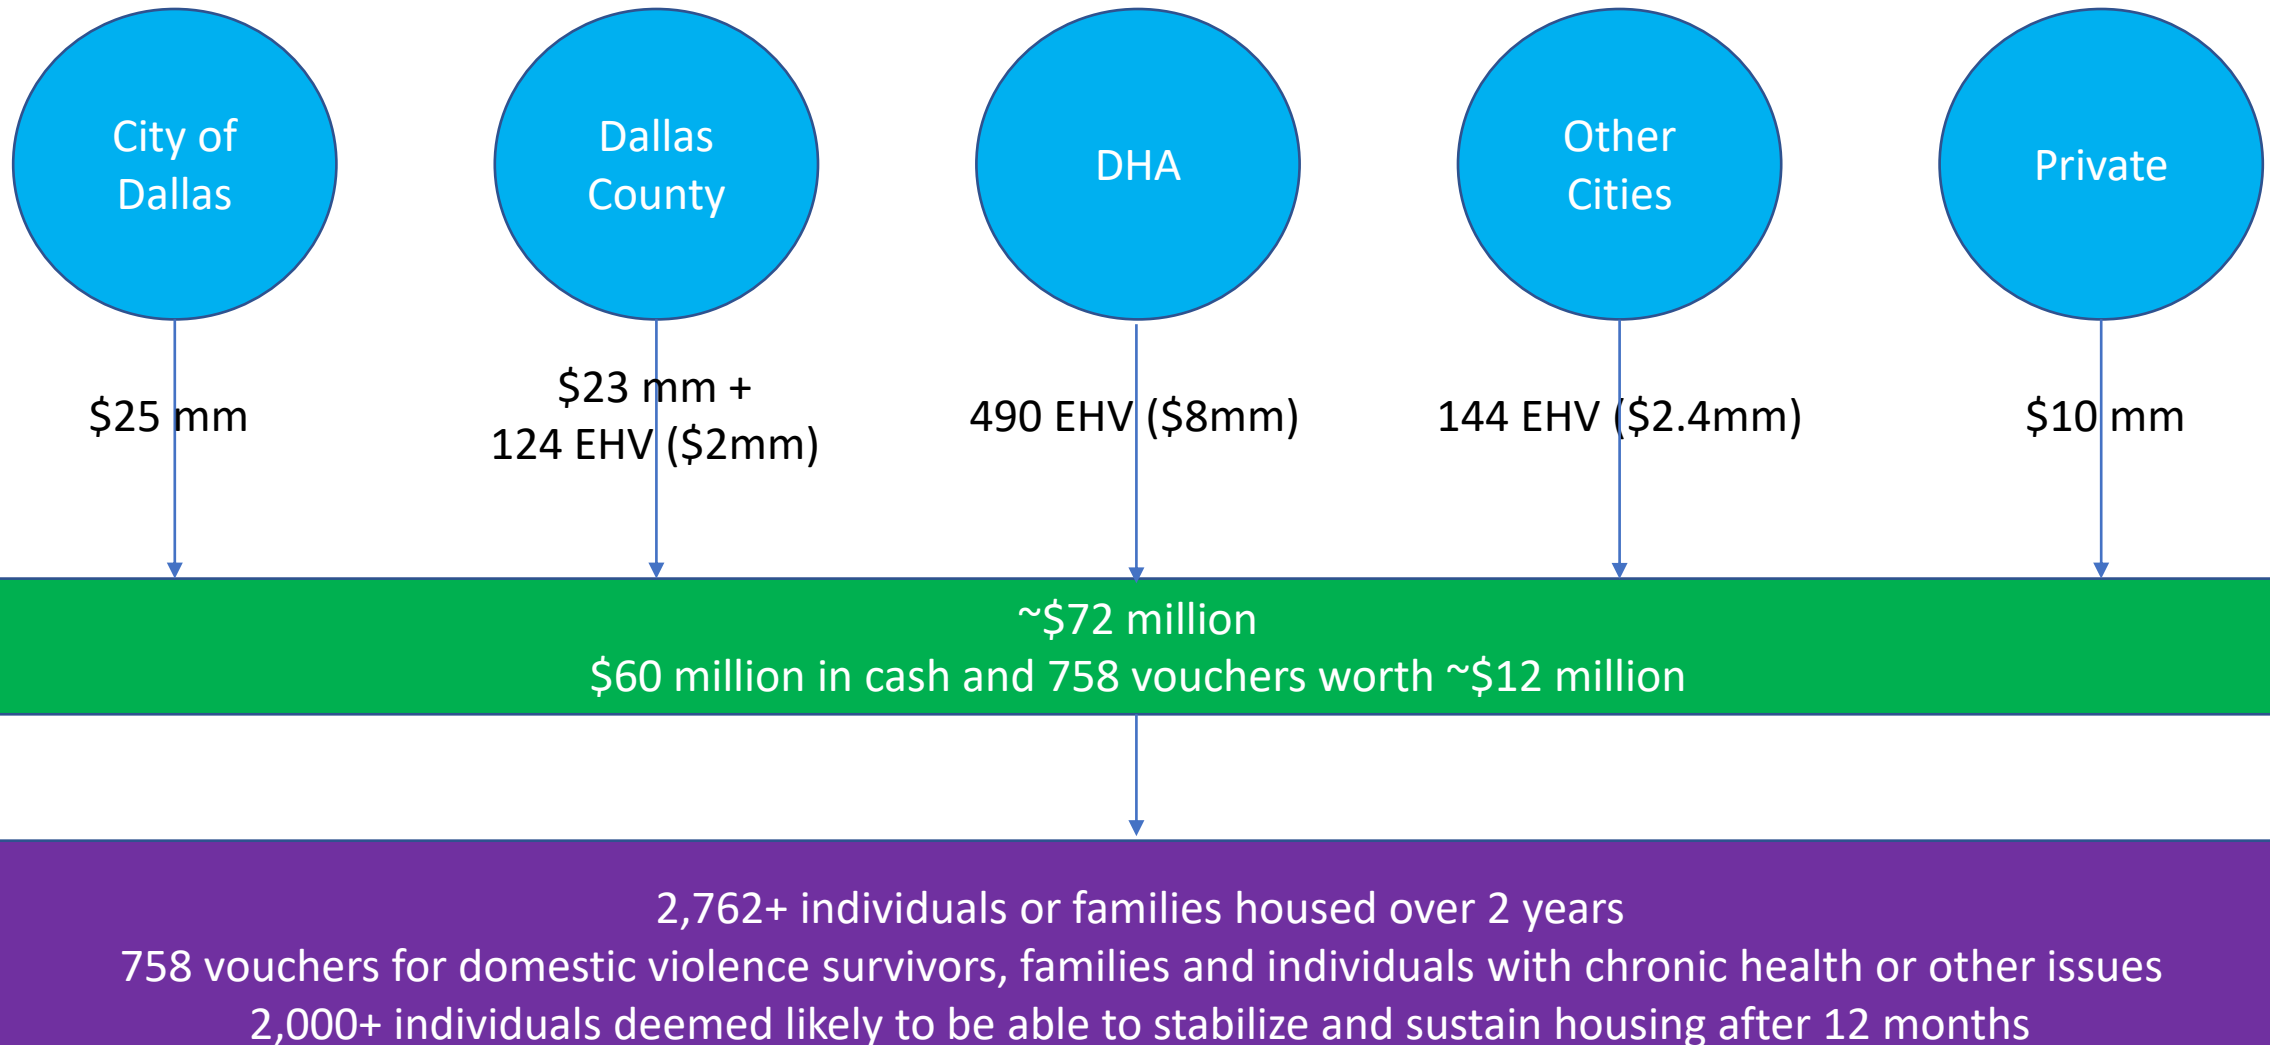 City of
Dallas
Dallas
County
DHA
Other
Cities
Private
$25 mm
$23 mm +
124 EHV ($2mm)
490 EHV ($8mm)
144 EHV ($2.4mm)
$10 mm
~$72 million
$60 million in cash and 758 vouchers worth ~$12 million
2,762+ individuals or families housed over 2 years
758 vouchers for domestic violence survivors, families and individuals with chronic health or other issues
2,000+ individuals deemed likely to be able to stabilize and sustain housing after 12 months